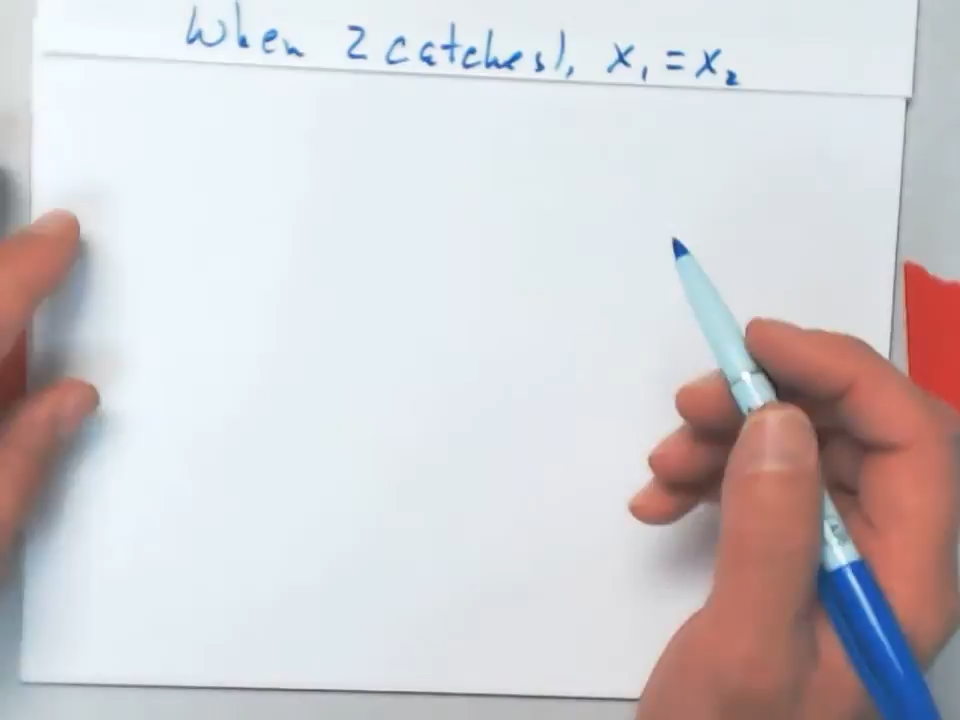 When 2 catches 1, x₁ = x₂